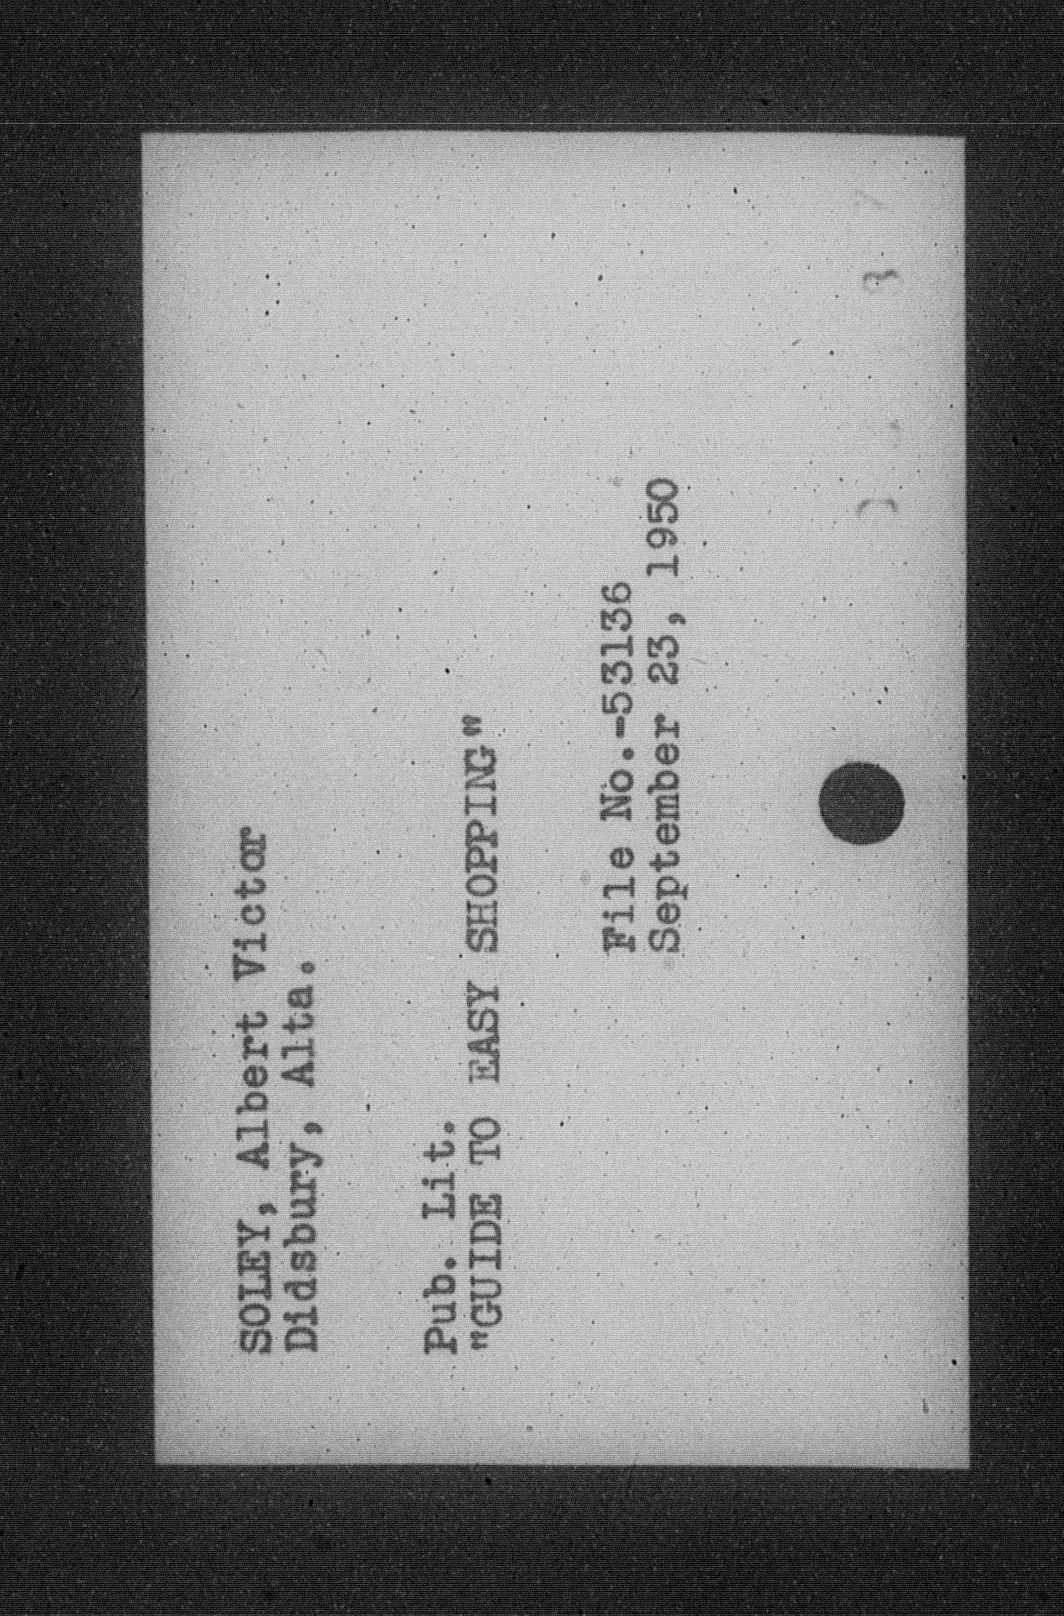 SOLEY, Albert Victor
Didsbury, Alta.
Pub. Lit.
"GUIDE TO EASY SHOPPING"
File No.-53136
September 23, 1950